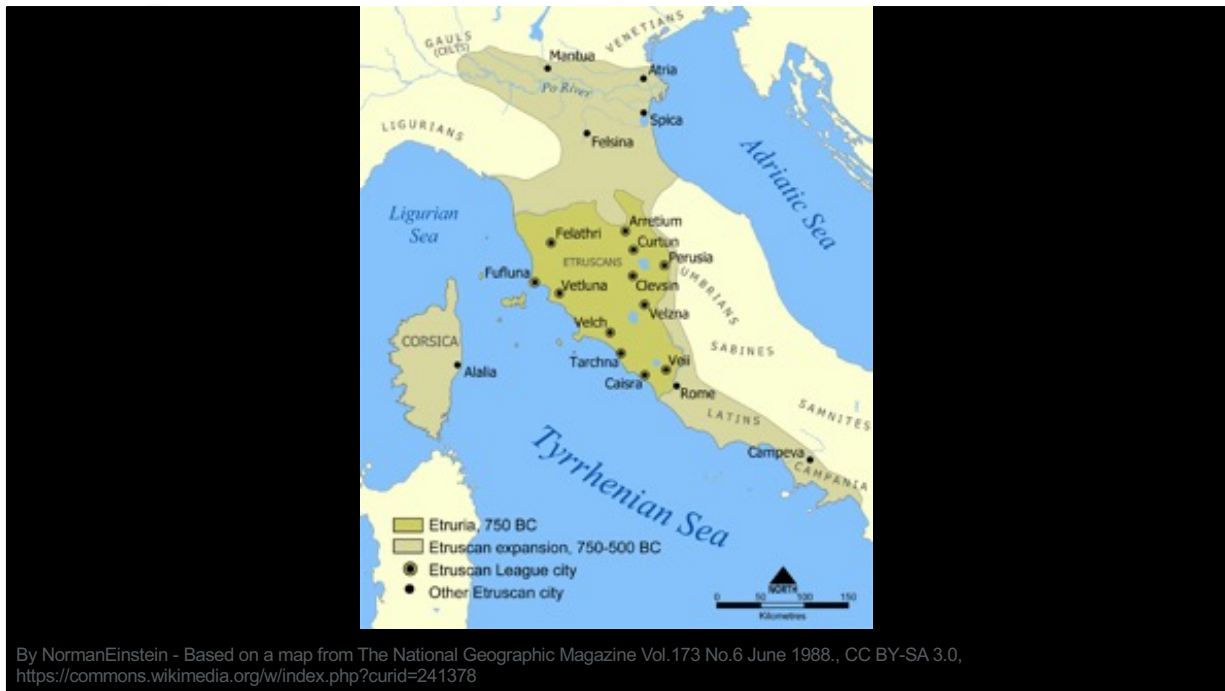 GAULS
(CELTS)
VENETIANS
Mantua
Atria
Po River
Spica
LIGURIANS
Felsina
Adriatic Sea
Ligurian
Sea
Arretium
Felathri
Curtun
ETRUSCANS
Perusia
Fufluna
Vetluna
Clevsin
UMBRIANS
Velzna
Velch
CORSICA
SABINES
Tarchna
Veii
Alalia
Caisra
Rome
LATINS
SAMNITES
Tyrrhenian Sea
Campeva
CAMPANIA
Etruria, 750 BC
Etruscan expansion, 750-500 BC
Etruscan League city
Other Etruscan city
NORTH
0 50 100 150
Kilometres
By NormanEinstein - Based on a map from The National Geographic Magazine Vol.173 No.6 June 1988., CC BY-SA 3.0,
https://commons.wikimedia.org/w/index.php?curid=241378